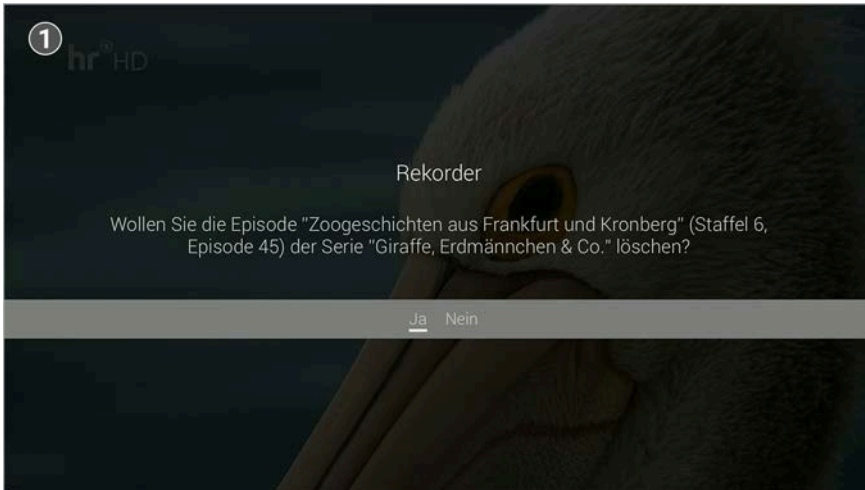 1
hr HD
Rekorder
Wollen Sie die Episode "Zoogeschichten aus Frankfurt und Kronberg" (Staffel 6,
Episode 45) der Serie "Giraffe, Erdmännchen & Co." löschen?
Ja Nein